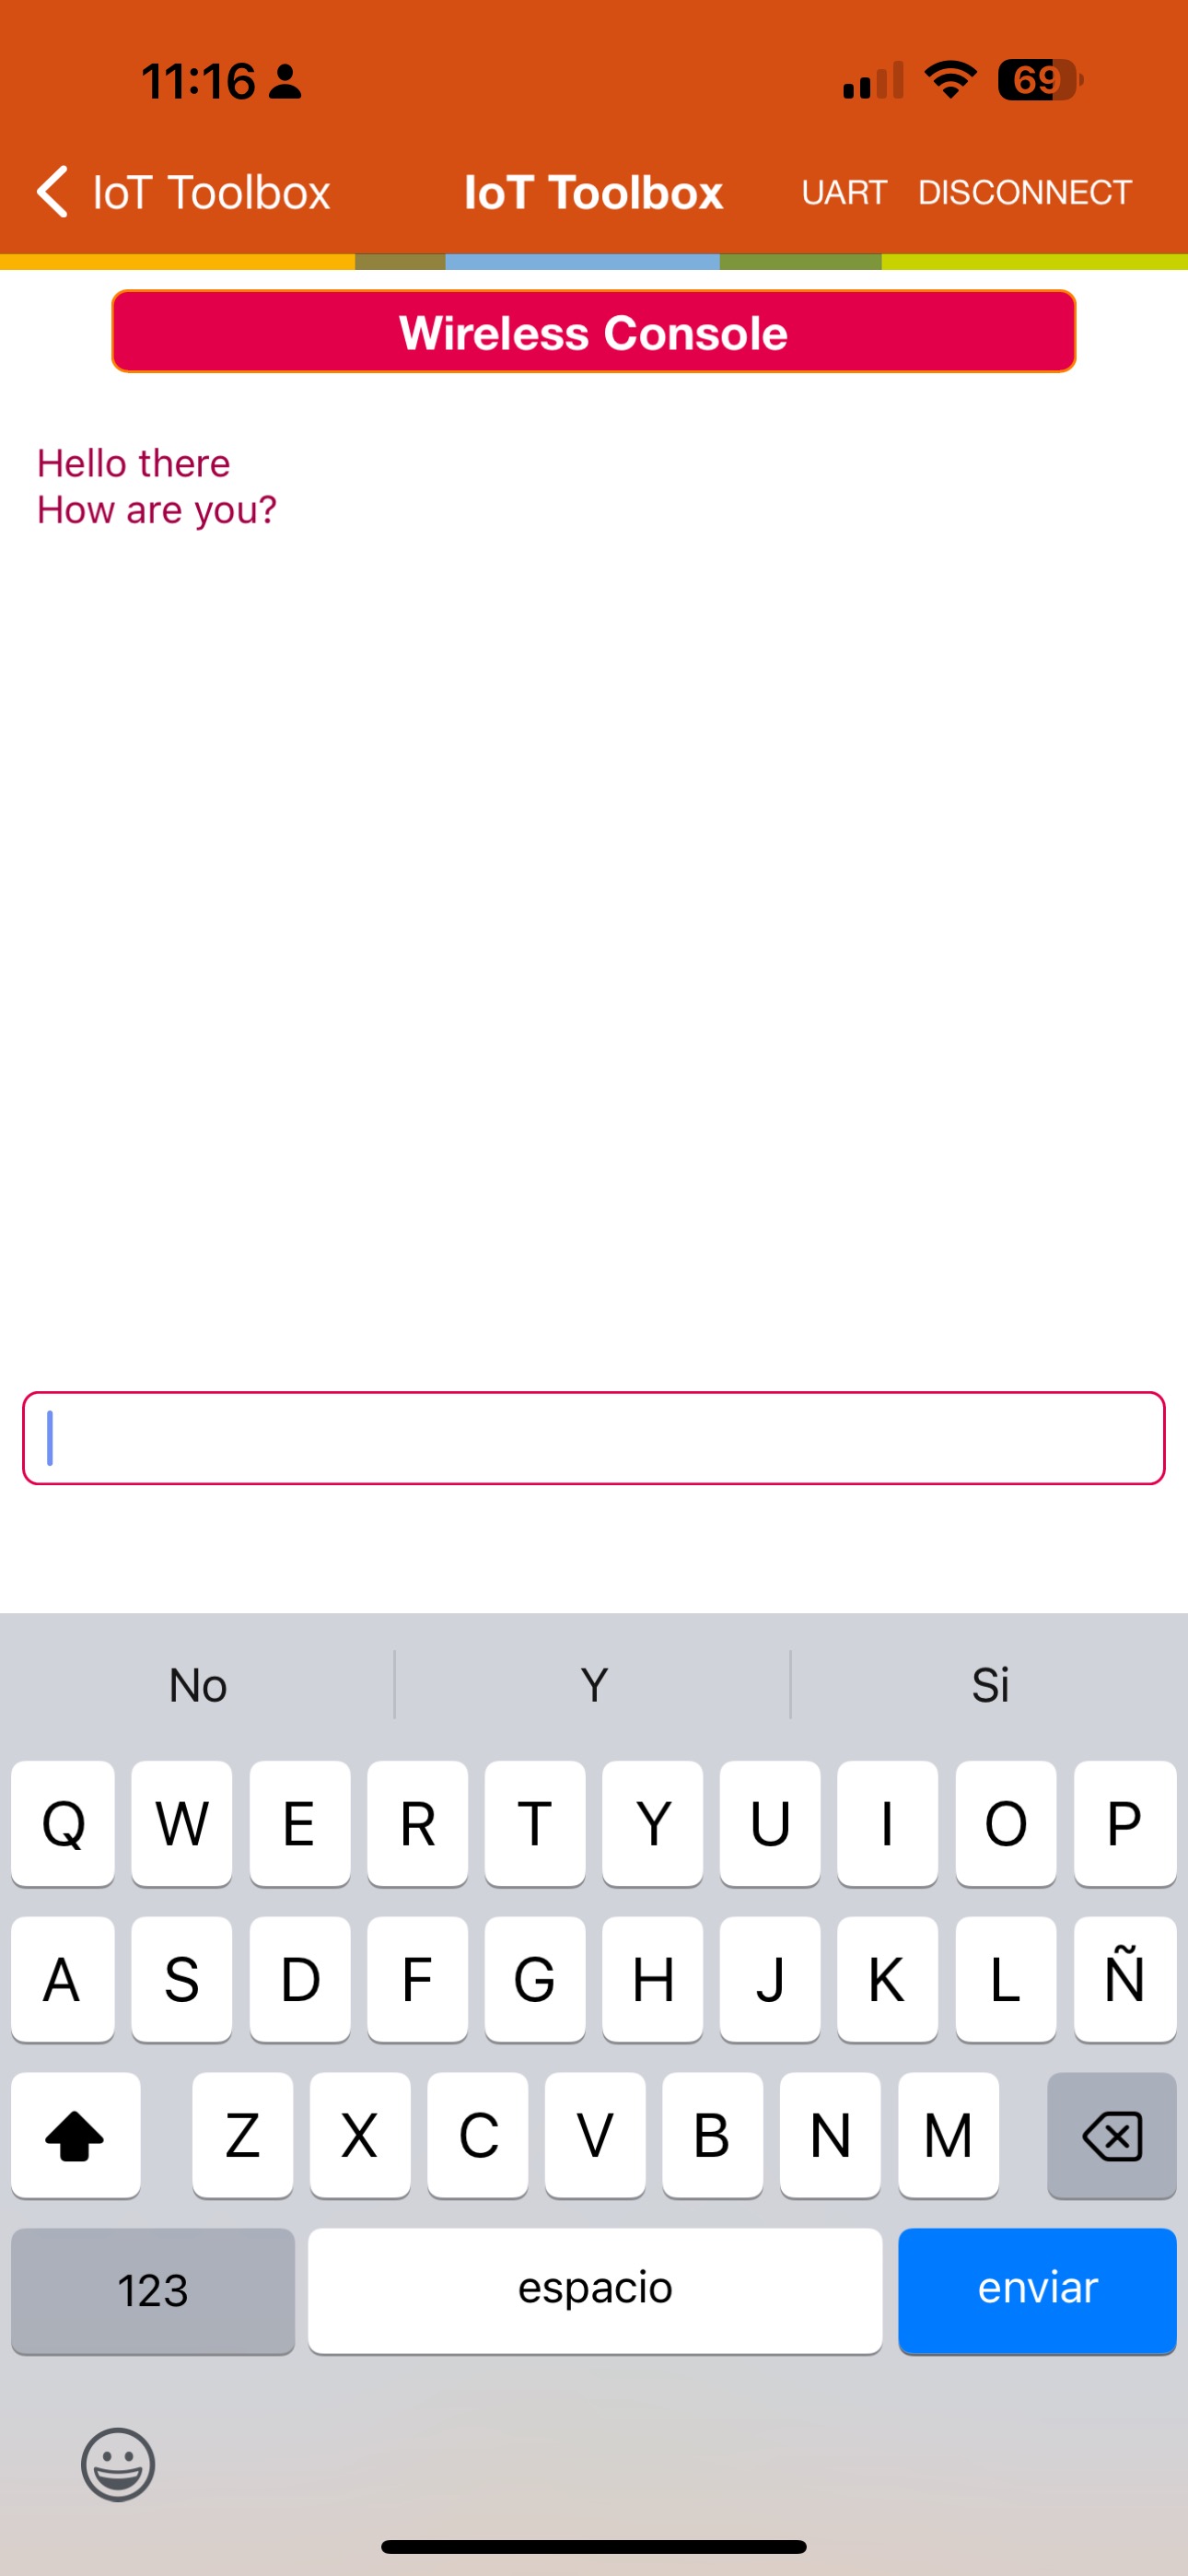 11:16
69
IoT Toolbox
IoT Toolbox
UART
DISCONNECT
Wireless Console
Hello there
How are you?
No
Y
Si
Q W E R T Y U I O P
A S D F G H J K L Ñ
Z X C V B N M
123
espacio
enviar